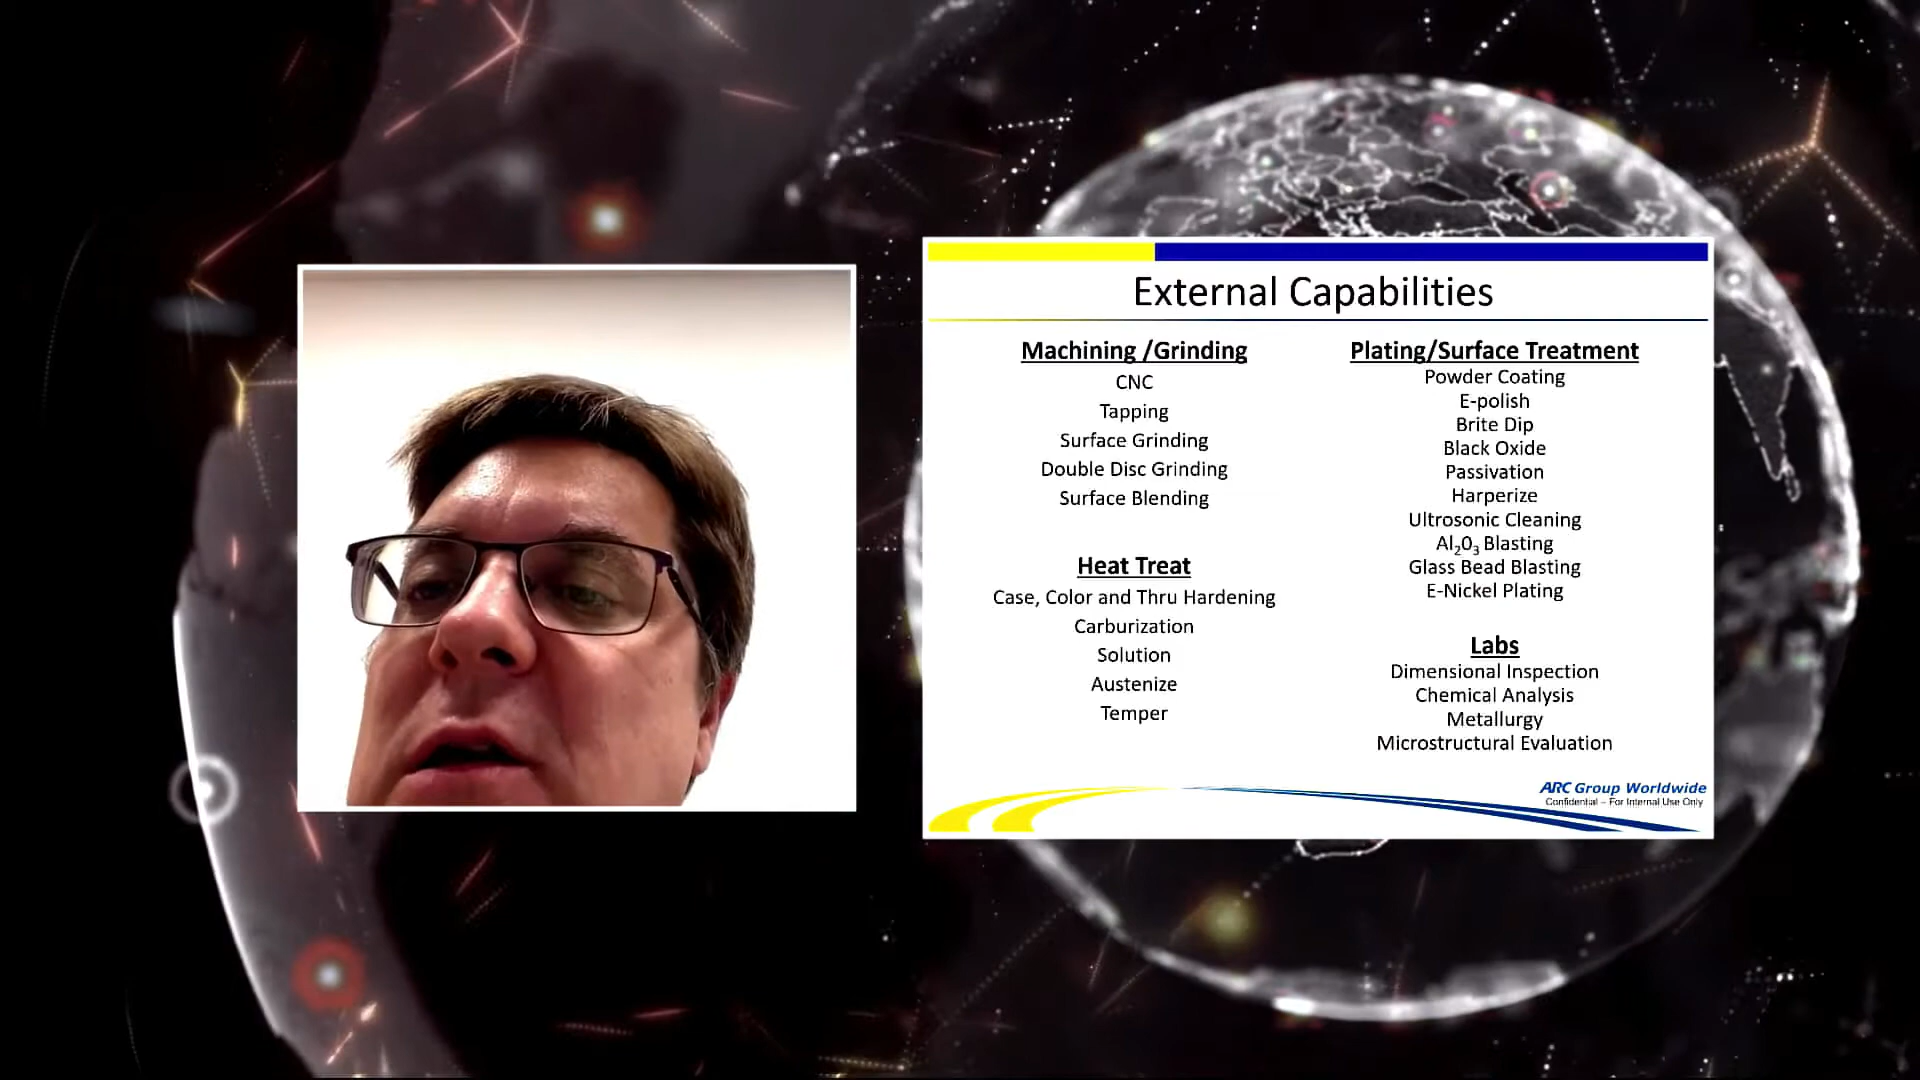 External Capabilities
Machining /Grinding
CNC
Tapping
Surface Grinding
Double Disc Grinding
Surface Blending
Heat Treat
Case, Color and Thru Hardening
Carburization
Solution
Austenize
Temper
Plating/Surface Treatment
Powder Coating
E-polish
Brite Dip
Black Oxide
Passivation
Harperize
Ultrosonic Cleaning
Al₂0₃ Blasting
Glass Bead Blasting
E-Nickel Plating
Labs
Dimensional Inspection
Chemical Analysis
Metallurgy
Microstructural Evaluation
ARC Group Worldwide
Confidential – For Internal Use Only